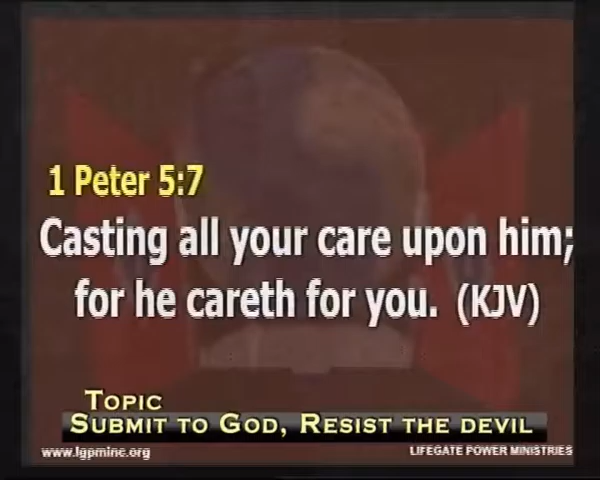 1 Peter 5:7
Casting all your care upon him;
for he careth for you. (KJV)
TOPIC
SUBMIT TO GOD, RESIST THE DEVIL
www.lgpminc.org
LIFEGATE POWER MINISTRIES